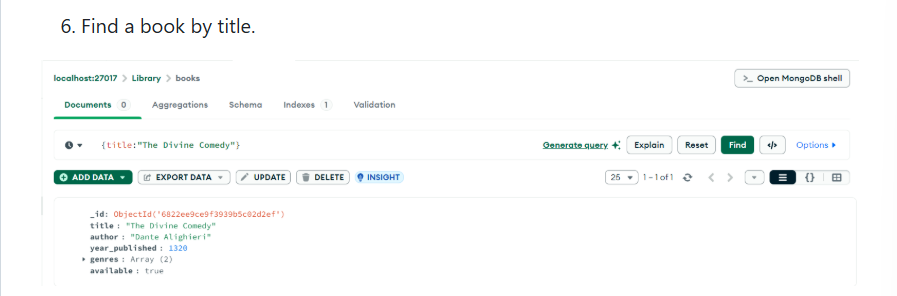 6. Find a book by title.
localhost:27017 > Library > books
>_ Open MongoDB shell
Documents 0 Aggregations Schema Indexes 1 Validation
{title:"The Divine Comedy"}
Generate query Explain Reset Find </> Options
ADD DATA EXPORT DATA UPDATE DELETE INSIGHT
25 1-1 of 1 {}
_id: ObjectId('6822ee9ce9f3939b5c02d2ef')
title : "The Divine Comedy"
author : "Dante Alighieri"
year_published : 1320
genres : Array (2)
available : true